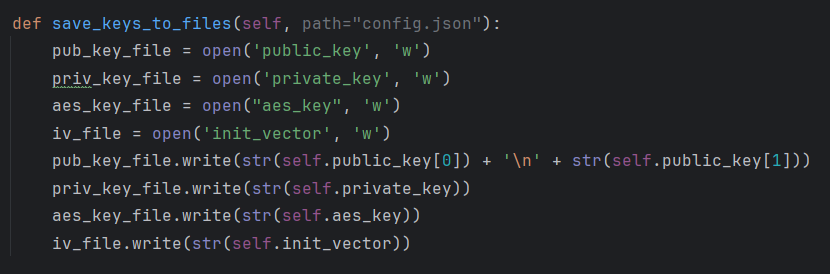 def save_keys_to_files(self, path="config.json"):
    pub_key_file = open('public_key', 'w')
    priv_key_file = open('private_key', 'w')
    aes_key_file = open("aes_key", 'w')
    iv_file = open('init_vector', 'w')
    pub_key_file.write(str(self.public_key[0]) + '\n' + str(self.public_key[1]))
    priv_key_file.write(str(self.private_key))
    aes_key_file.write(str(self.aes_key))
    iv_file.write(str(self.init_vector))